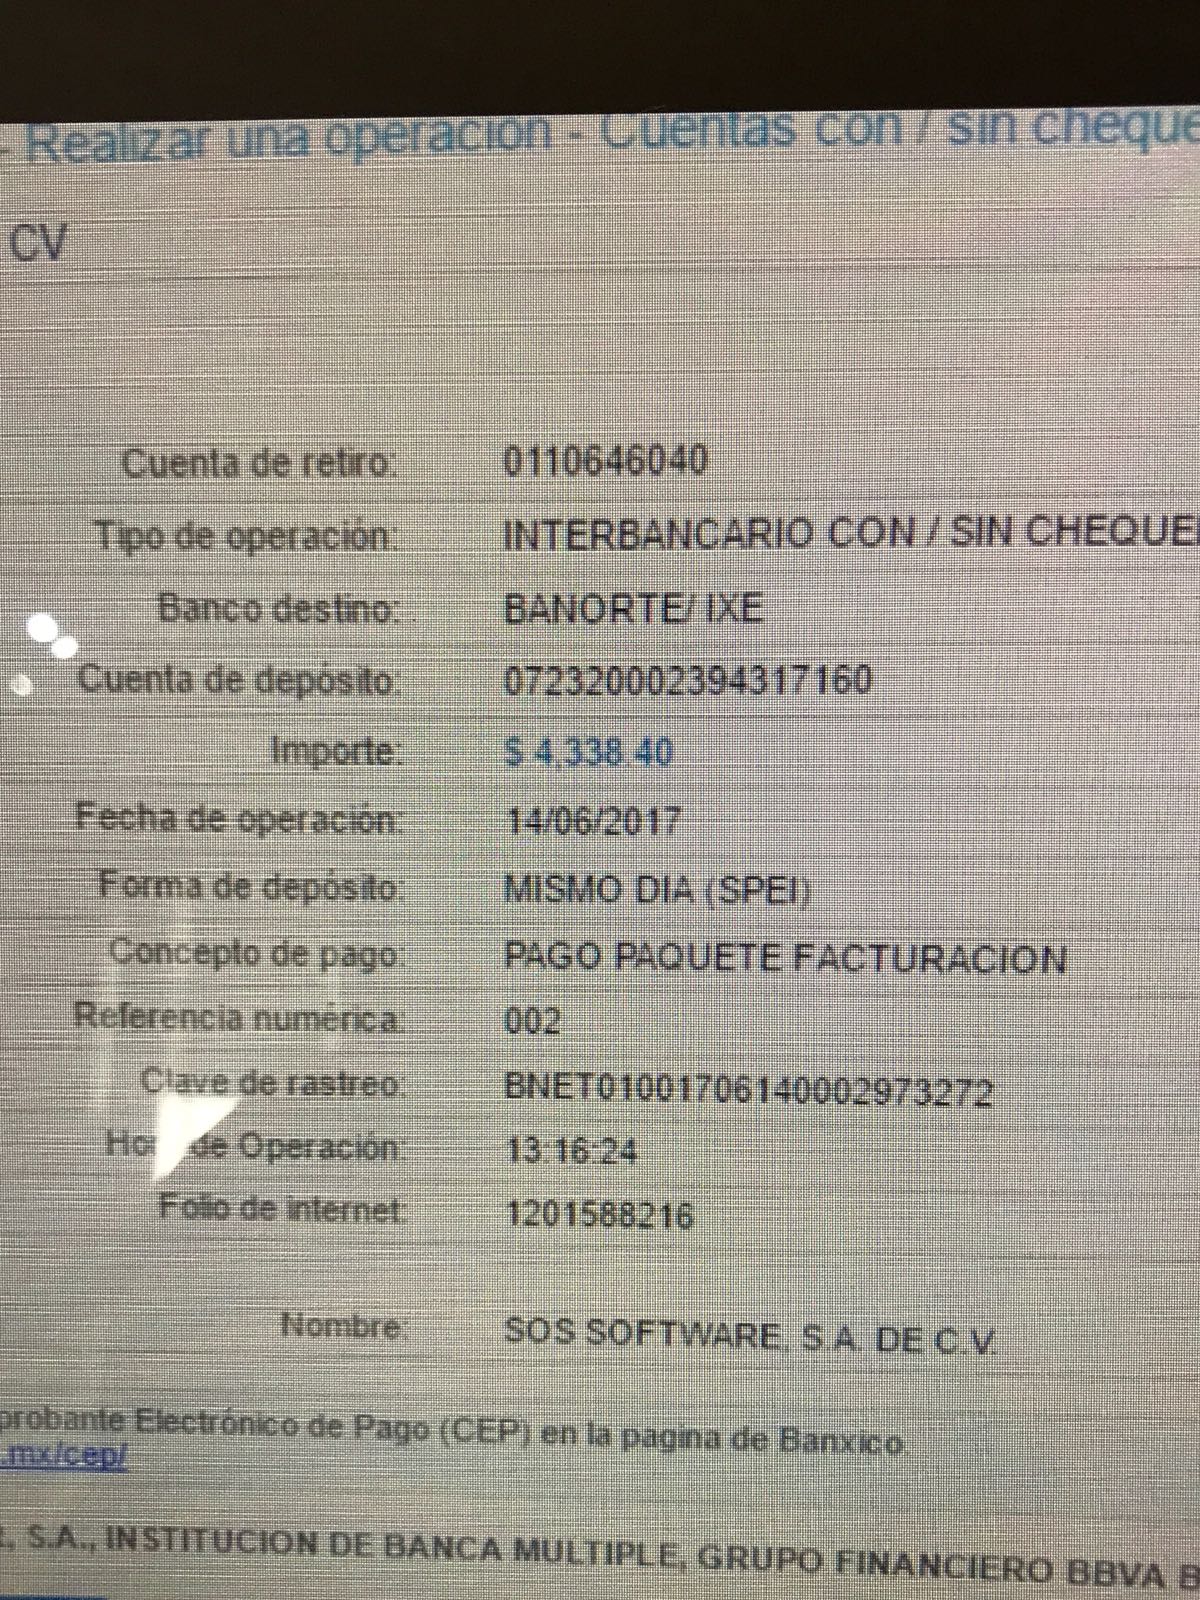 - Realizar una operación - Cuentas con / sin cheque
CV
Cuenta de retiro: 0110646040
Tipo de operación: INTERBANCARIO CON / SIN CHEQUE
Banco destino: BANORTE/ IXE
Cuenta de depósito: 072320002394317160
Importe: $ 4,338.40
Fecha de operación: 14/06/2017
Forma de depósito: MISMO DIA (SPEI)
Concepto de pago: PAGO PAQUETE FACTURACION
Referencia numérica: 002
Clave de rastreo: BNET01001706140002973272
Hora de Operación: 13:16:24
Folio de internet: 1201588216
Nombre: SOS SOFTWARE, S.A. DE C.V.
probante Electrónico de Pago (CEP) en la pagina de Banxico.
.mx/cep/
, S.A., INSTITUCION DE BANCA MULTIPLE, GRUPO FINANCIERO BBVA B